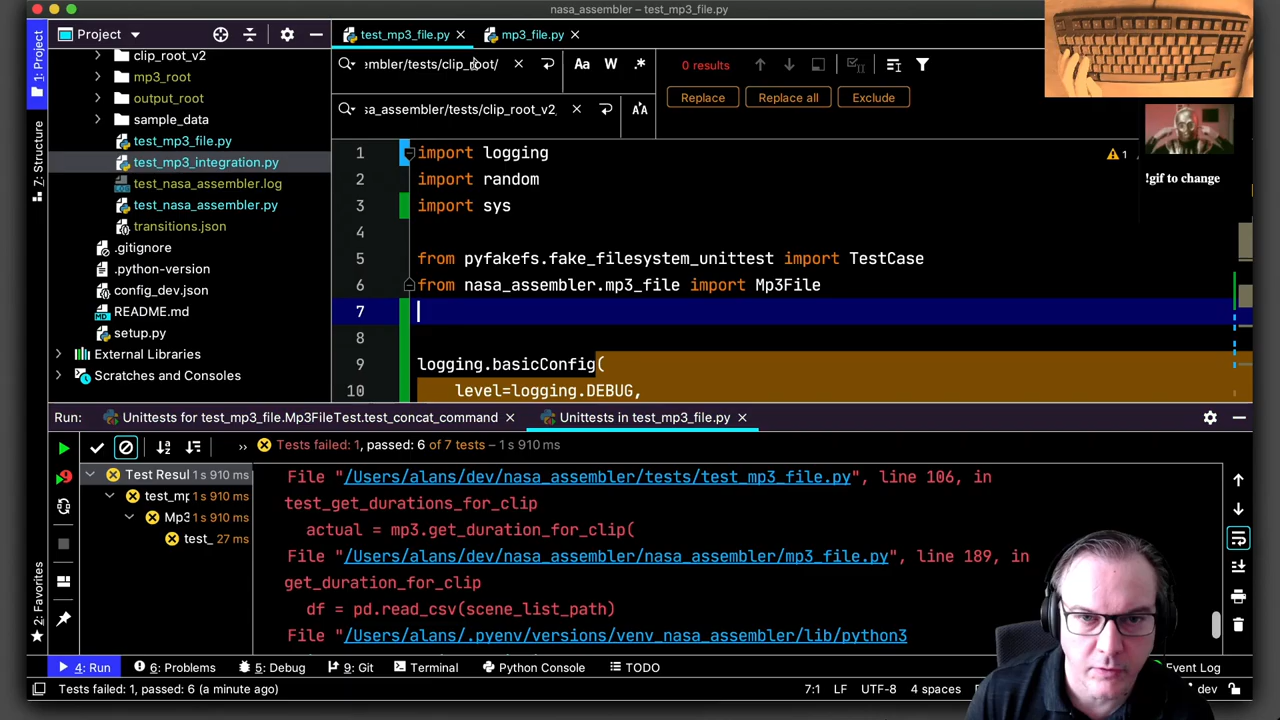 nasa_assembler – test_mp3_file.py
Project
test_mp3_file.py
mp3_file.py
1: Project
7: Structure
2: Favorites
clip_root_v2
mp3_root
output_root
sample_data
test_mp3_file.py
test_mp3_integration.py
test_nasa_assembler.log
test_nasa_assembler.py
transitions.json
.gitignore
.python-version
config_dev.json
README.md
setup.py
External Libraries
Scratches and Consoles
Aa W .*
0 results
Replace
Replace all
Exclude
!gif to change
1
1 import logging
2 import random
3 import sys
4
5 from pyfakefs.fake_filesystem_unittest import TestCase
6 from nasa_assembler.mp3_file import Mp3File
7
8
9 logging.basicConfig(
10 level=logging.DEBUG,
Run: Unittests for test_mp3_file.Mp3FileTest.test_concat_command
Unittests in test_mp3_file.py
Tests failed: 1, passed: 6 of 7 tests – 1 s 910 ms
Test Resul 1 s 910 ms
test_mp 1 s 910 ms
Mp3 1 s 910 ms
test_ 27 ms
File "/Users/alans/dev/nasa_assembler/tests/test_mp3_file.py", line 106, in
test_get_durations_for_clip
actual = mp3.get_duration_for_clip(
File "/Users/alans/dev/nasa_assembler/nasa_assembler/mp3_file.py", line 189, in
get_duration_for_clip
df = pd.read_csv(scene_list_path)
File "/Users/alans/.pyenv/versions/venv_nasa_assembler/lib/python3
4: Run
6: Problems
5: Debug
9: Git
Terminal
Python Console
TODO
Event Log
Tests failed: 1, passed: 6 (a minute ago)
7:1 LF UTF-8 4 spaces
dev